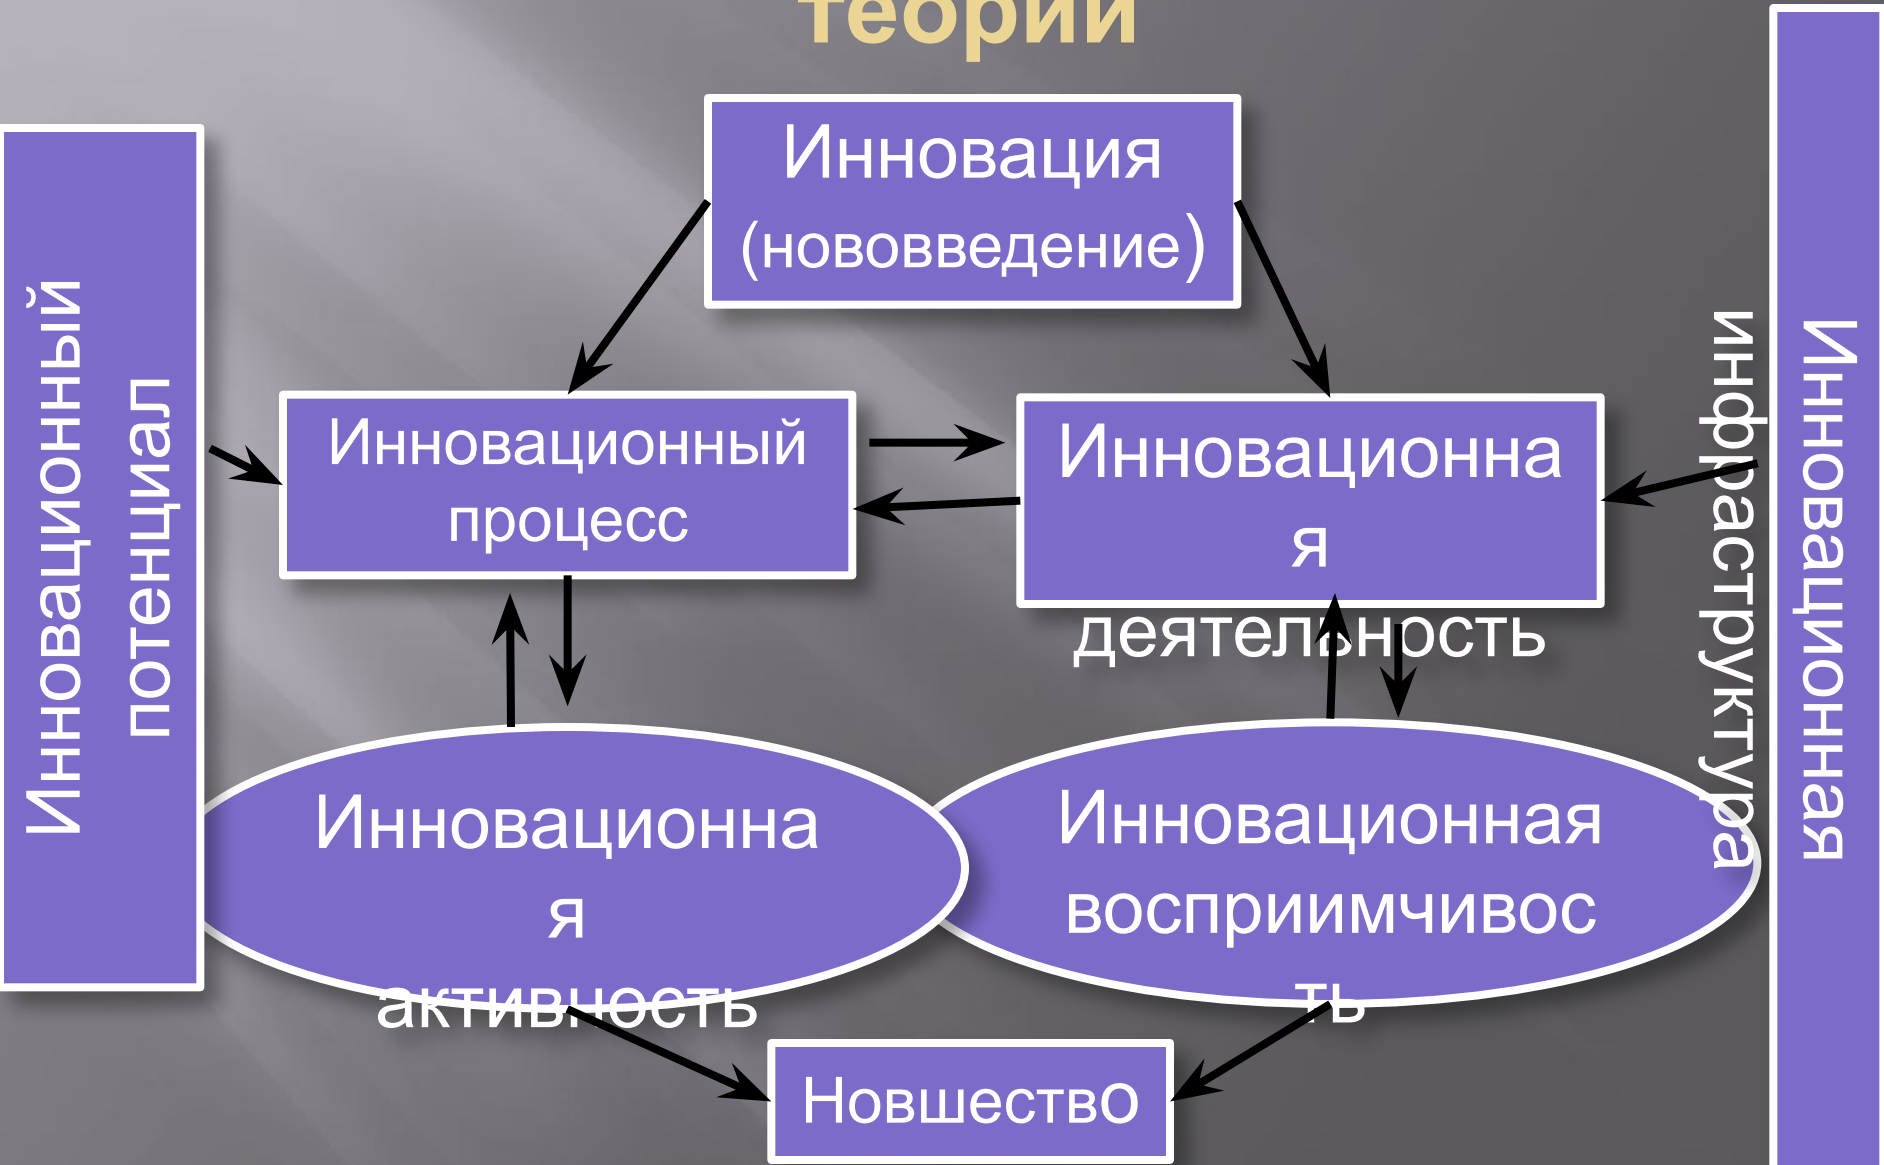 теории
Инновация
(нововведение)
Инновационный
потенциал
Инновационный
процесс
Инновационна
я
деятельность
Инновационная
инфраструктура
Инновационна
я
активность
Инновационная
восприимчивос
ть
Новшество